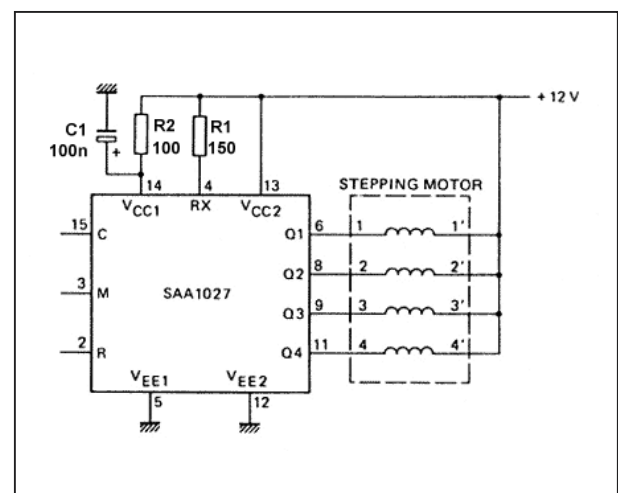 + 12 V
C1
100n
+
R2
100
R1
150
14
4
13
VCC1
RX
VCC2
STEPPING MOTOR
15
C
Q1
6
1
1'
Q2
8
2
2'
3
M
SAA1027
Q3
9
3
3'
2
R
Q4
11
4
4'
VEE1
VEE2
5
12